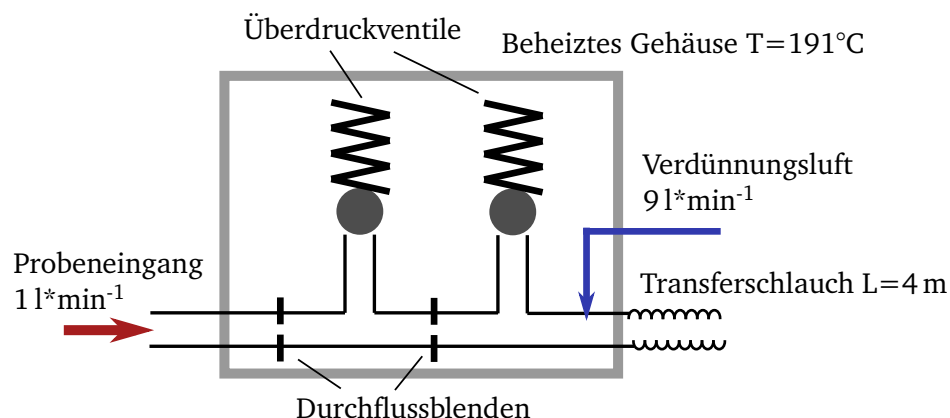 Überdruckventile
Beheiztes Gehäuse T=191°C
Verdünnungsluft
9 l*min⁻¹
Probeneingang
1 l*min⁻¹
Transferschlauch L=4 m
Durchflussblenden